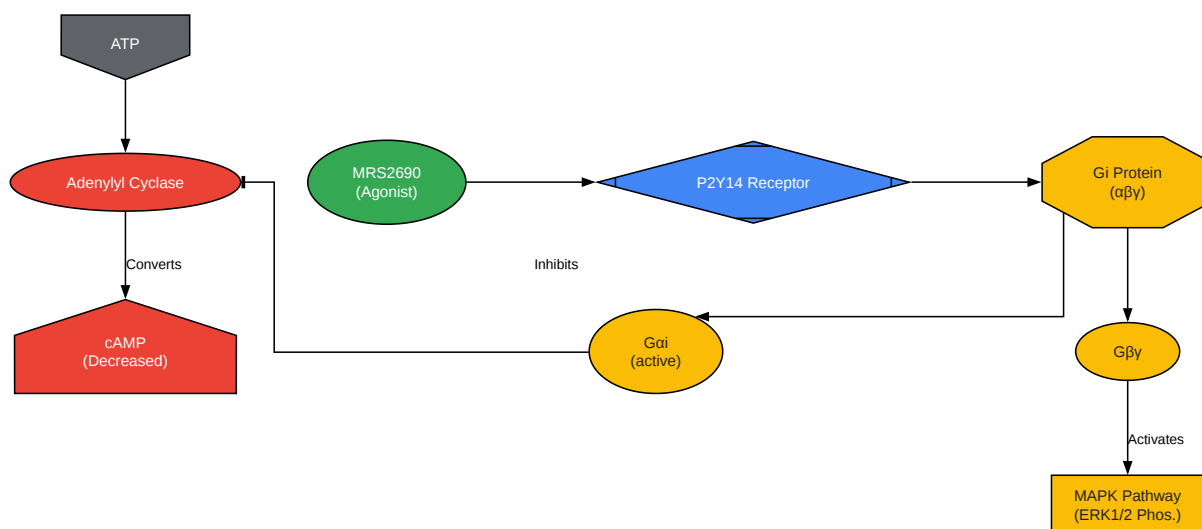 ATP
Adenylyl Cyclase
MRS2690
(Agonist)
P2Y14 Receptor
Gi Protein
(αβγ)
Converts
Inhibits
cAMP
(Decreased)
Gαi
(active)
Gβγ
Activates
MAPK Pathway
(ERK1/2 Phos.)